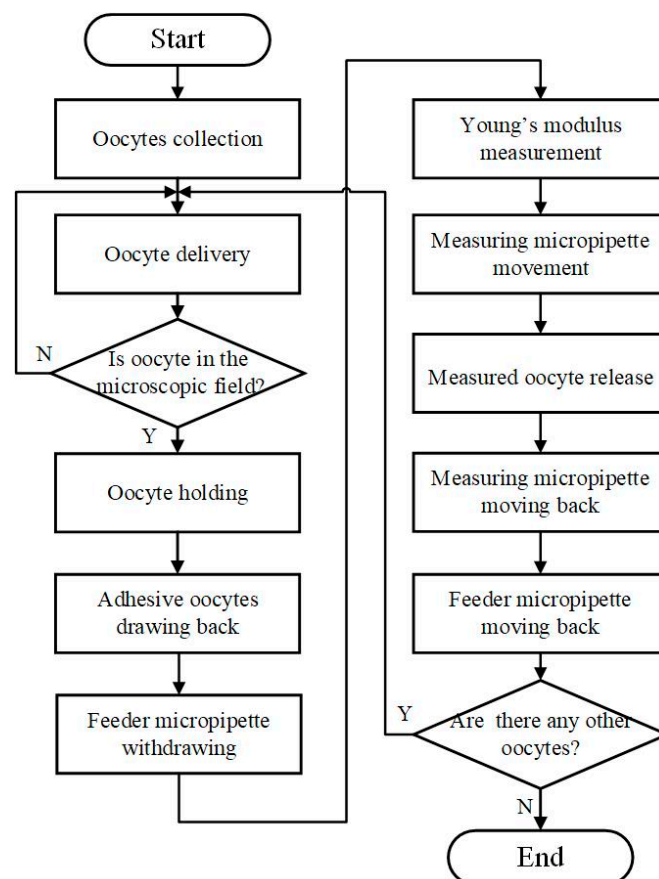 Start
Oocytes collection
Oocyte delivery
N
Is oocyte in the
microscopic field?
Y
Oocyte holding
Adhesive oocytes
drawing back
Feeder micropipette
withdrawing
Young’s modulus
measurement
Measuring micropipette
movement
Measured oocyte release
Measuring micropipette
moving back
Feeder micropipette
moving back
Y
Are there any other
oocytes?
N
End